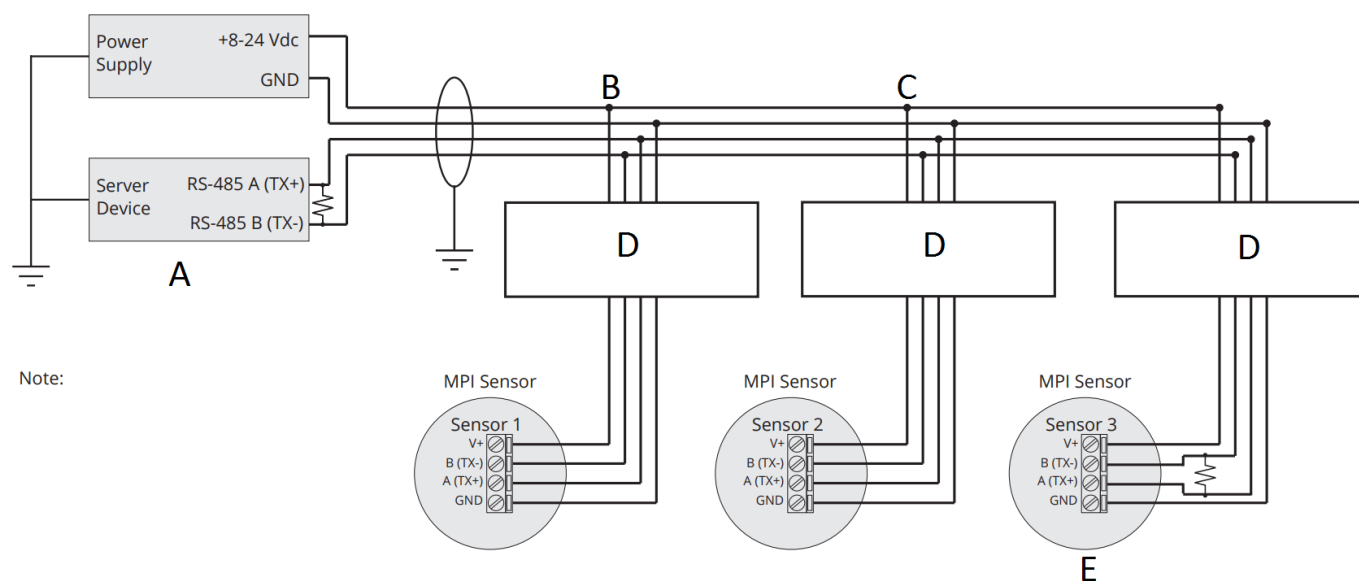 Power
Supply
+8-24 Vdc
GND
B
C
Server
Device
RS-485 A (TX+)
RS-485 B (TX-)
A
D
D
D
Note:
MPI Sensor
Sensor 1
V+
B (TX-)
A (TX+)
GND
MPI Sensor
Sensor 2
V+
B (TX-)
A (TX+)
GND
MPI Sensor
Sensor 3
V+
B (TX-)
A (TX+)
GND
E